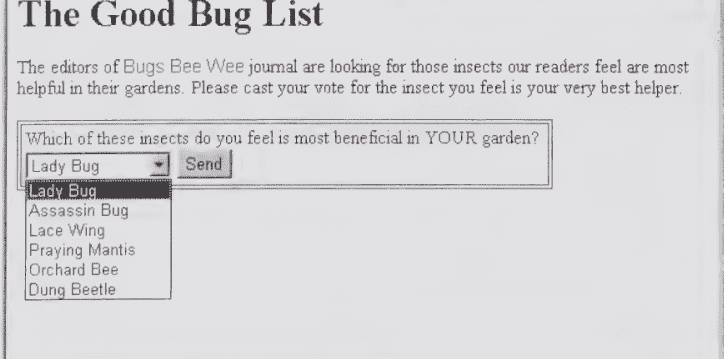 The Good Bug List
The editors of Bugs Bee Wee journal are looking for those insects our readers feel are most
helpful in their gardens. Please cast your vote for the insect you feel is your very best helper.
Which of these insects do you feel is most beneficial in YOUR garden?
Lady Bug Send
Lady Bug
Assassin Bug
Lace Wing
Praying Mantis
Orchard Bee
Dung Beetle